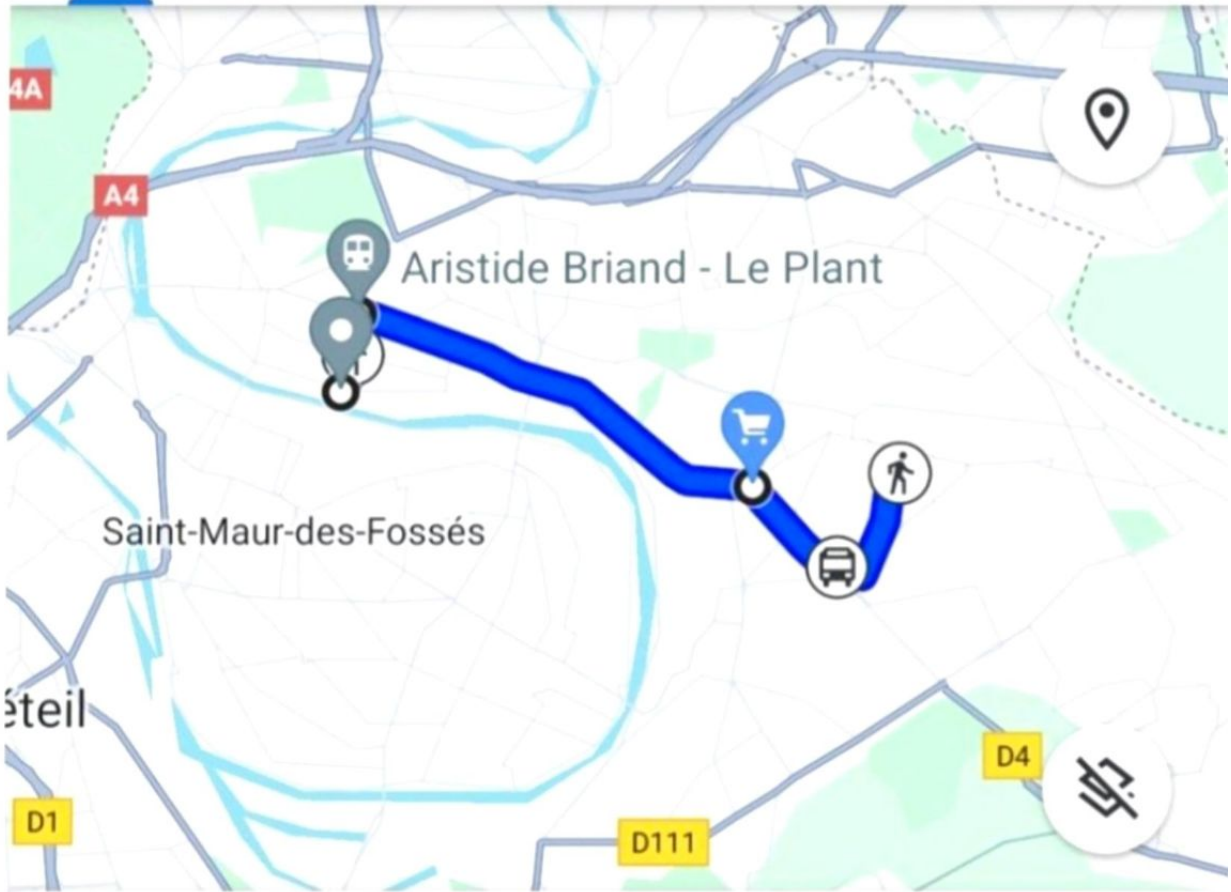 4A
A4
Aristide Briand - Le Plant
Saint-Maur-des-Fossés
éteil
D4
D1
D111